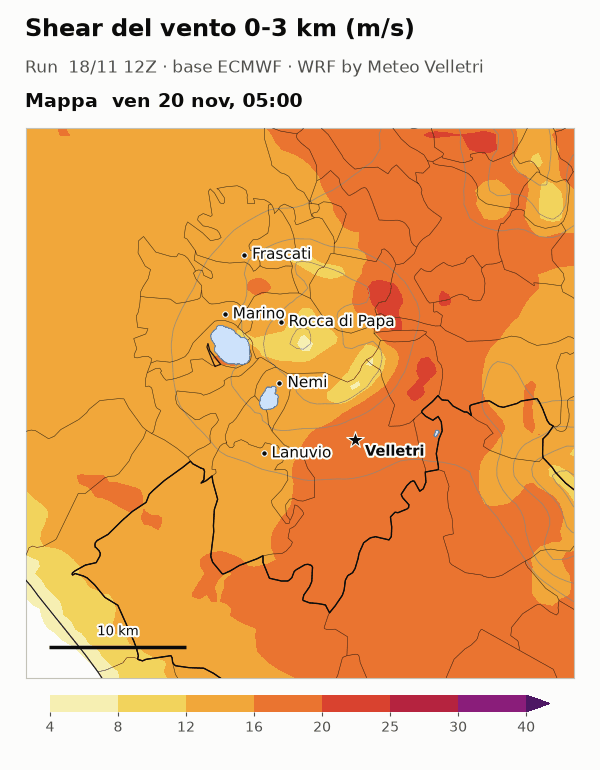 Shear del vento 0-3 km (m/s)
Run 18/11 12Z · base ECMWF · WRF by Meteo Velletri
Mappa ven 20 nov, 05:00
Frascati
Marino
Rocca di Papa
Nemi
Velletri
Lanuvio
10 km
4 8 12 16 20 25 30 40